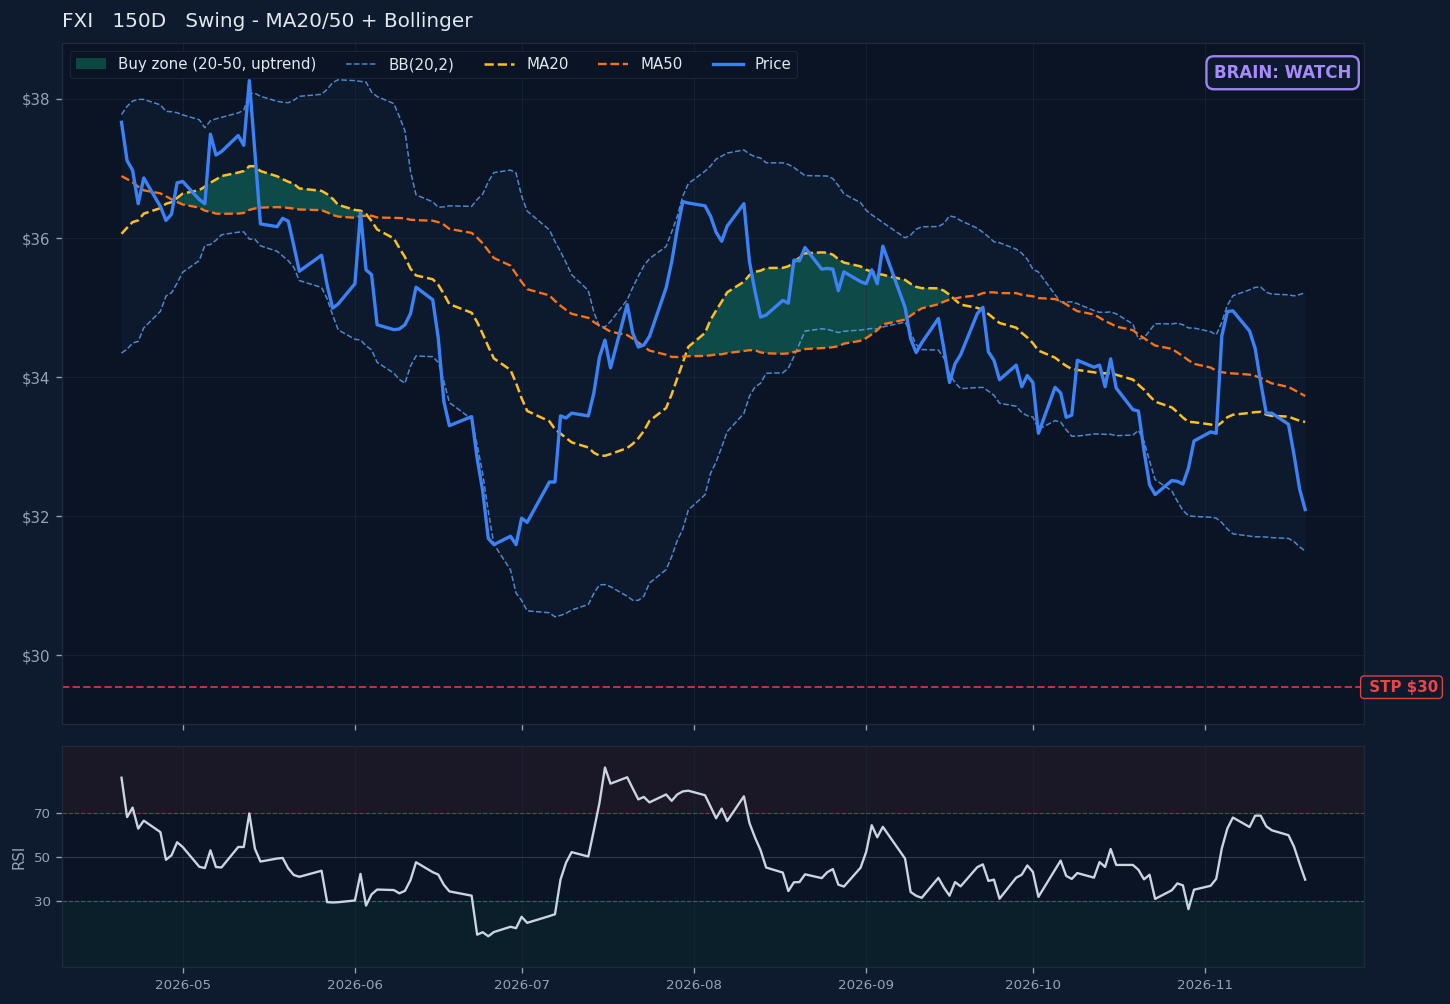 FXI 150D Swing - MA20/50 + Bollinger
Buy zone (20-50, uptrend) BB(20,2) MA20 MA50 Price
BRAIN: WATCH
$38
$36
$34
$32
$30
STP $30
70
50
30
RSI
2026-05 2026-06 2026-07 2026-08 2026-09 2026-10 2026-11